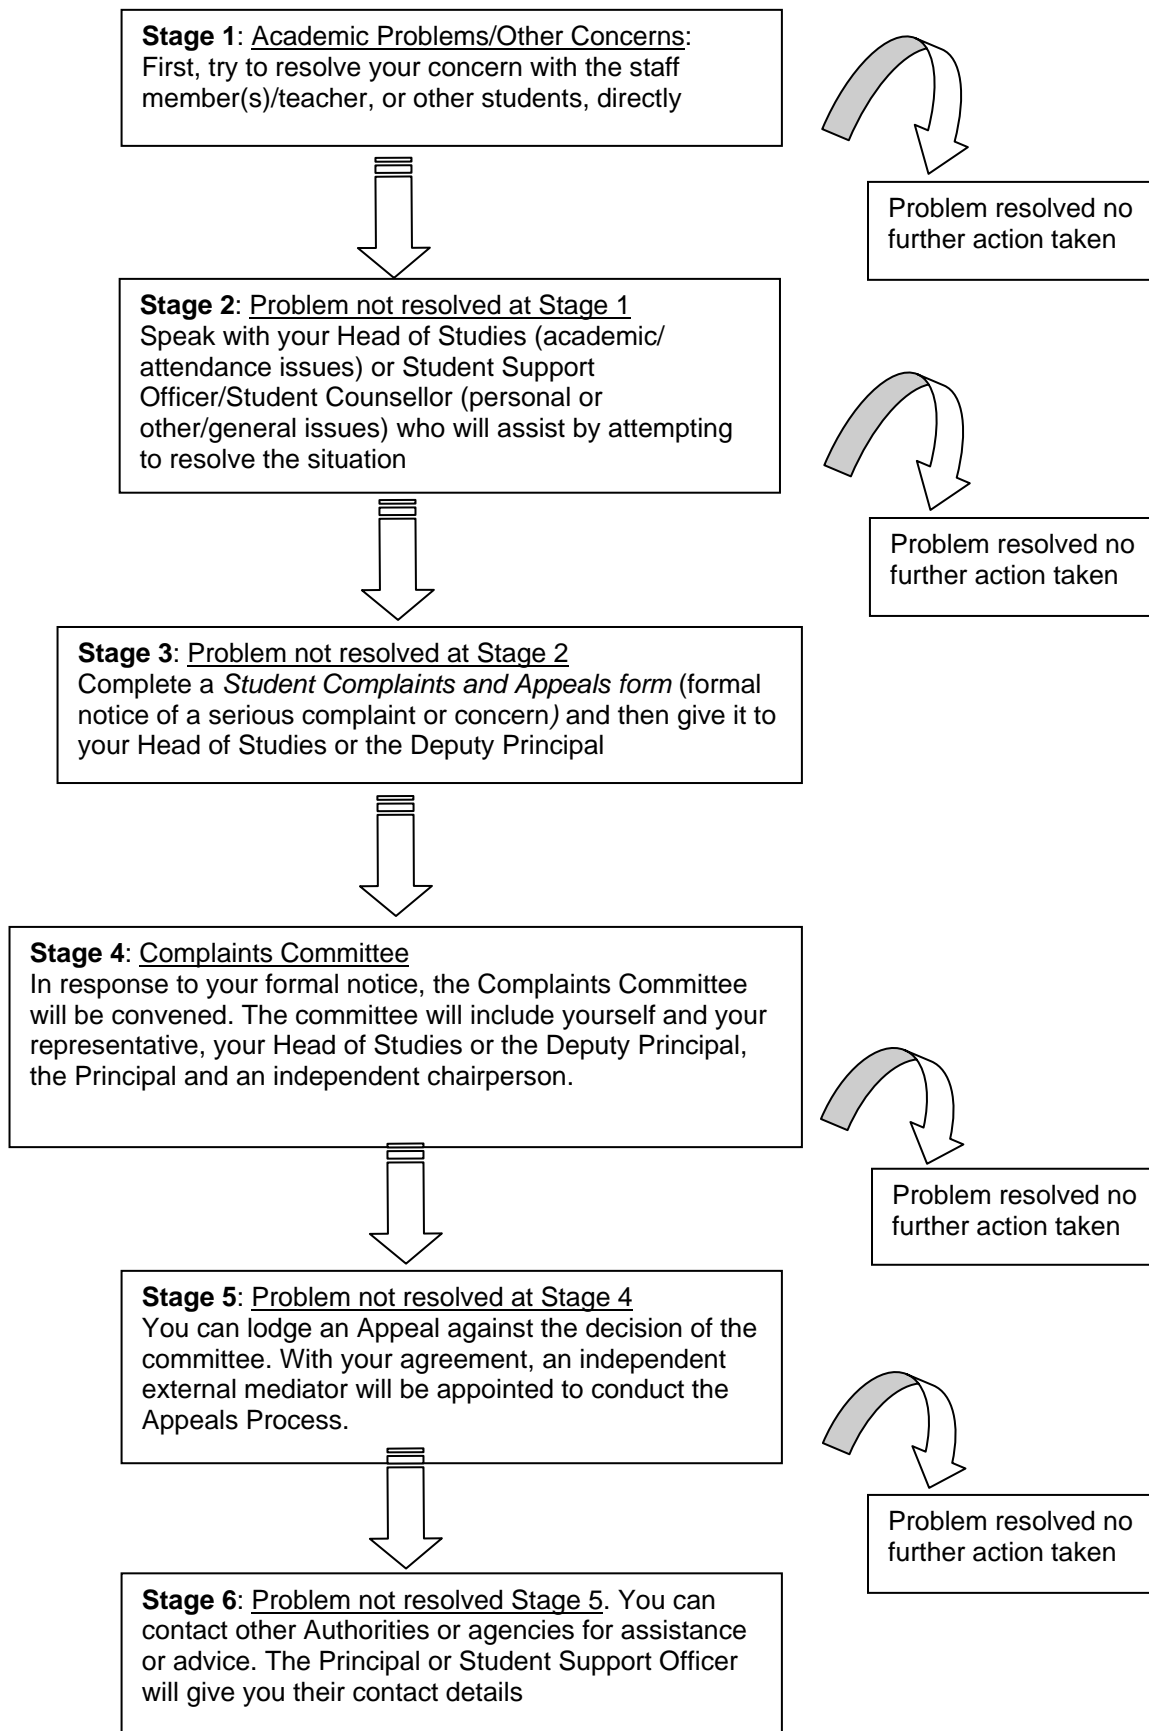 Stage 1: Academic Problems/Other Concerns:
First, try to resolve your concern with the staff
member(s)/teacher, or other students, directly
Problem resolved no
further action taken
Stage 2: Problem not resolved at Stage 1
Speak with your Head of Studies (academic/
attendance issues) or Student Support
Officer/Student Counsellor (personal or
other/general issues) who will assist by attempting
to resolve the situation
Problem resolved no
further action taken
Stage 3: Problem not resolved at Stage 2
Complete a Student Complaints and Appeals form (formal
notice of a serious complaint or concern) and then give it to
your Head of Studies or the Deputy Principal
Stage 4: Complaints Committee
In response to your formal notice, the Complaints Committee
will be convened. The committee will include yourself and your
representative, your Head of Studies or the Deputy Principal,
the Principal and an independent chairperson.
Problem resolved no
further action taken
Stage 5: Problem not resolved at Stage 4
You can lodge an Appeal against the decision of the
committee. With your agreement, an independent
external mediator will be appointed to conduct the
Appeals Process.
Problem resolved no
further action taken
Stage 6: Problem not resolved Stage 5. You can
contact other Authorities or agencies for assistance
or advice. The Principal or Student Support Officer
will give you their contact details